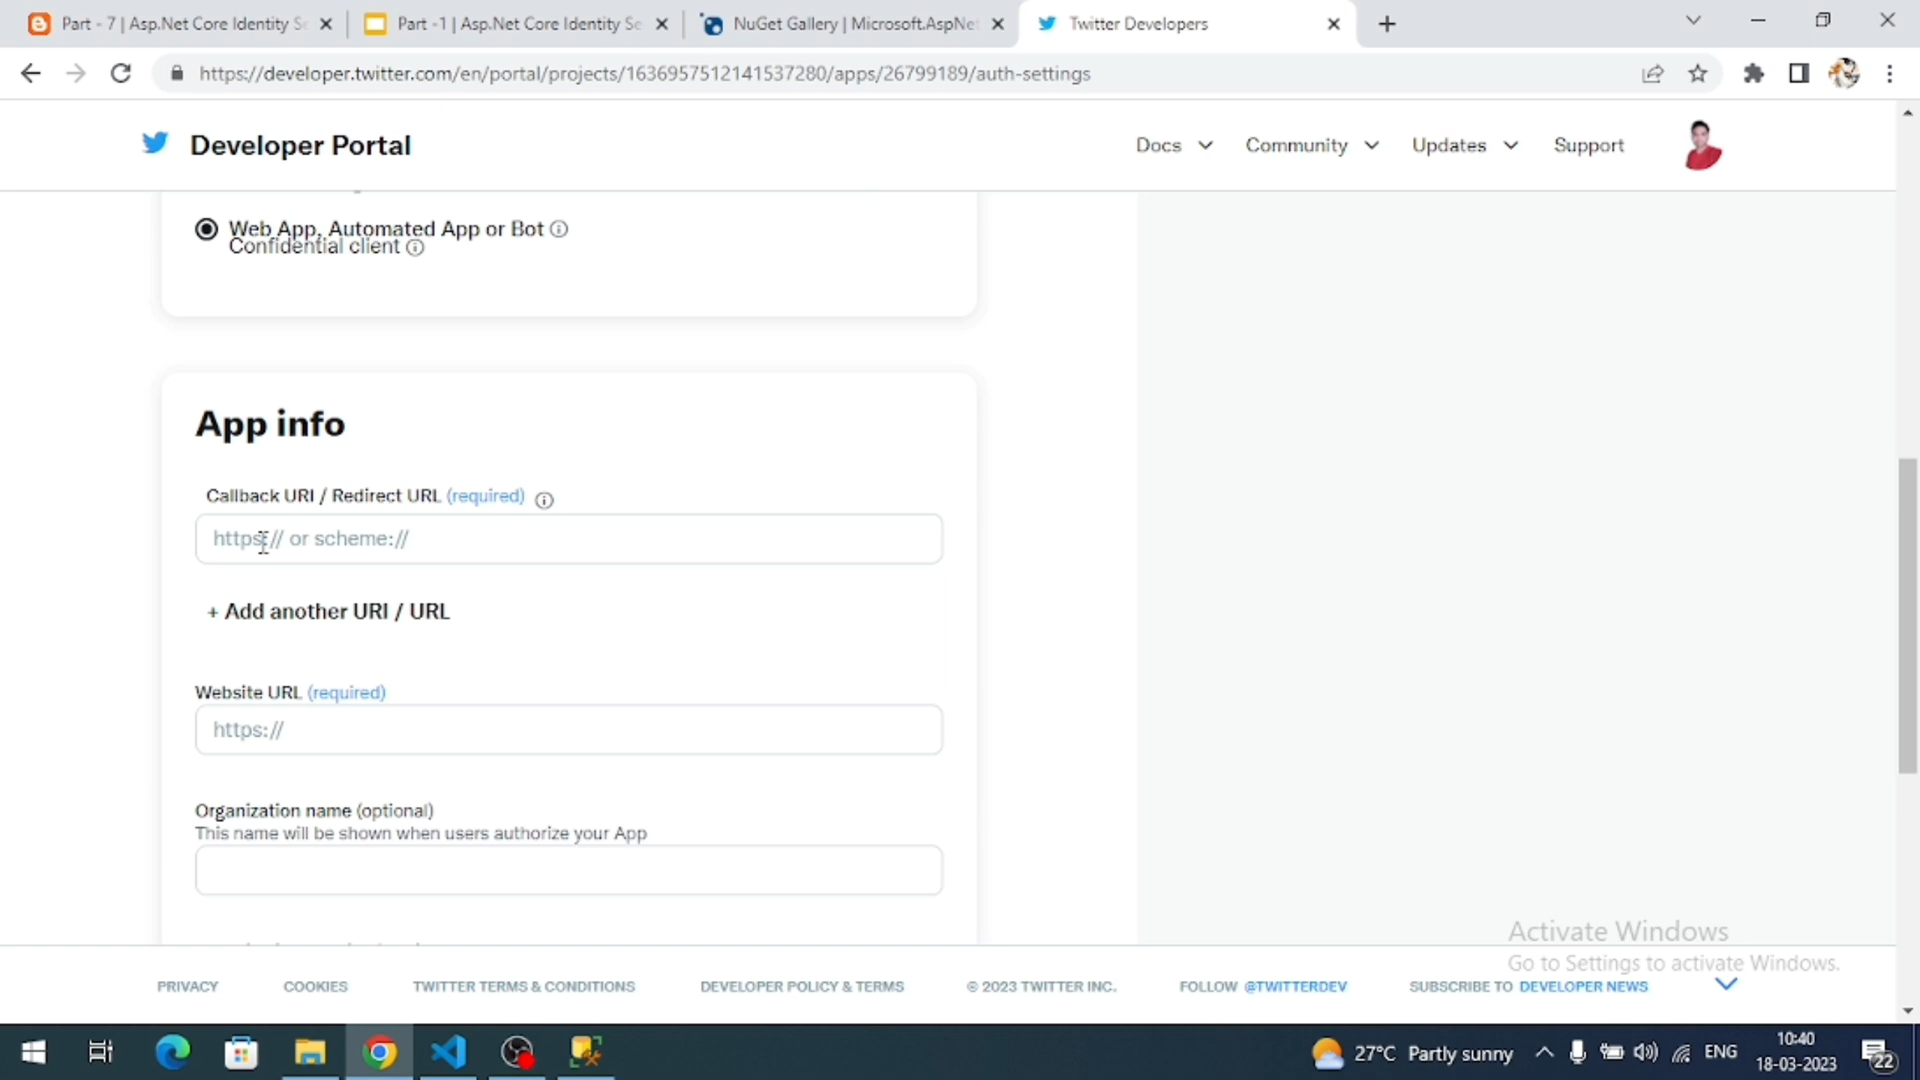 Part - 7 | Asp.Net Core Identity Se
Part -1 | Asp.Net Core Identity Se
NuGet Gallery | Microsoft.AspNet
Twitter Developers
https://developer.twitter.com/en/portal/projects/1636957512141537280/apps/26799189/auth-settings
Developer Portal
Docs
Community
Updates
Support
Web App, Automated App or Bot
Confidential client
App info
Callback URI / Redirect URL (required)
https:// or scheme://
+ Add another URI / URL
Website URL (required)
https://
Organization name (optional)
This name will be shown when users authorize your App
Activate Windows
Go to Settings to activate Windows.
PRIVACY
COOKIES
TWITTER TERMS & CONDITIONS
DEVELOPER POLICY & TERMS
© 2023 TWITTER INC.
FOLLOW @TWITTERDEV
SUBSCRIBE TO DEVELOPER NEWS
27°C Partly sunny
ENG
10:40
18-03-2023
22